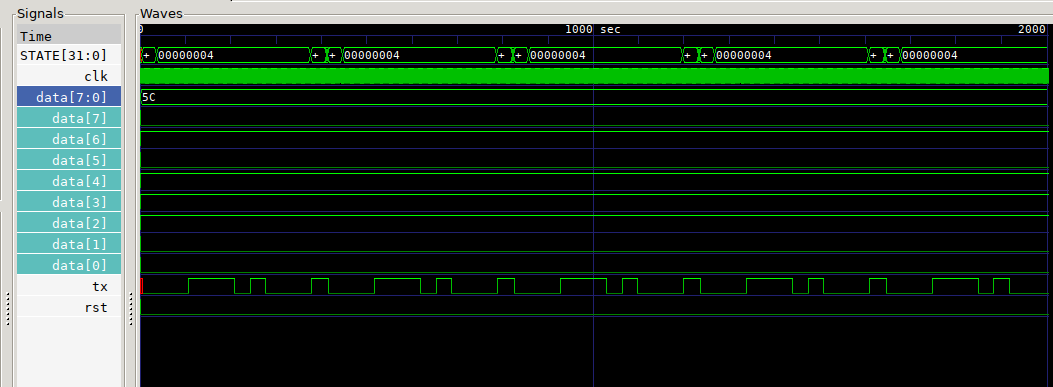 Signals
Waves
Time
0 1000 sec 2000
STATE[31:0] + 00000004 + + 00000004 + + 00000004 + + 00000004 + + 00000004
clk
data[7:0] 5C
data[7]
data[6]
data[5]
data[4]
data[3]
data[2]
data[1]
data[0]
tx
rst